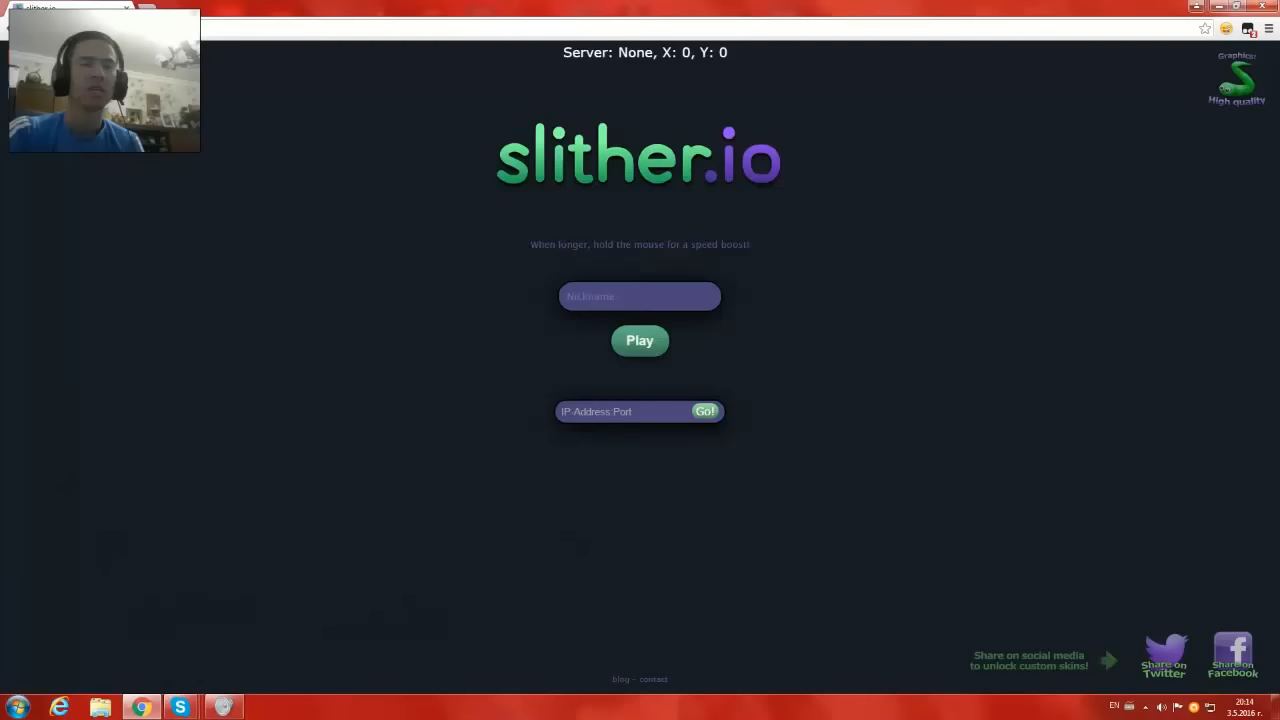 slither.io
Server: None, X: 0, Y: 0
Graphics:
High quality
slither.io
When longer, hold the mouse for a speed boost!
Nickname
Play
IP-Address:Port
Go!
Share on social media
to unlock custom skins!
Share on
Twitter
Share on
Facebook
blog - contact
EN
20:14
3.5.2016 г.